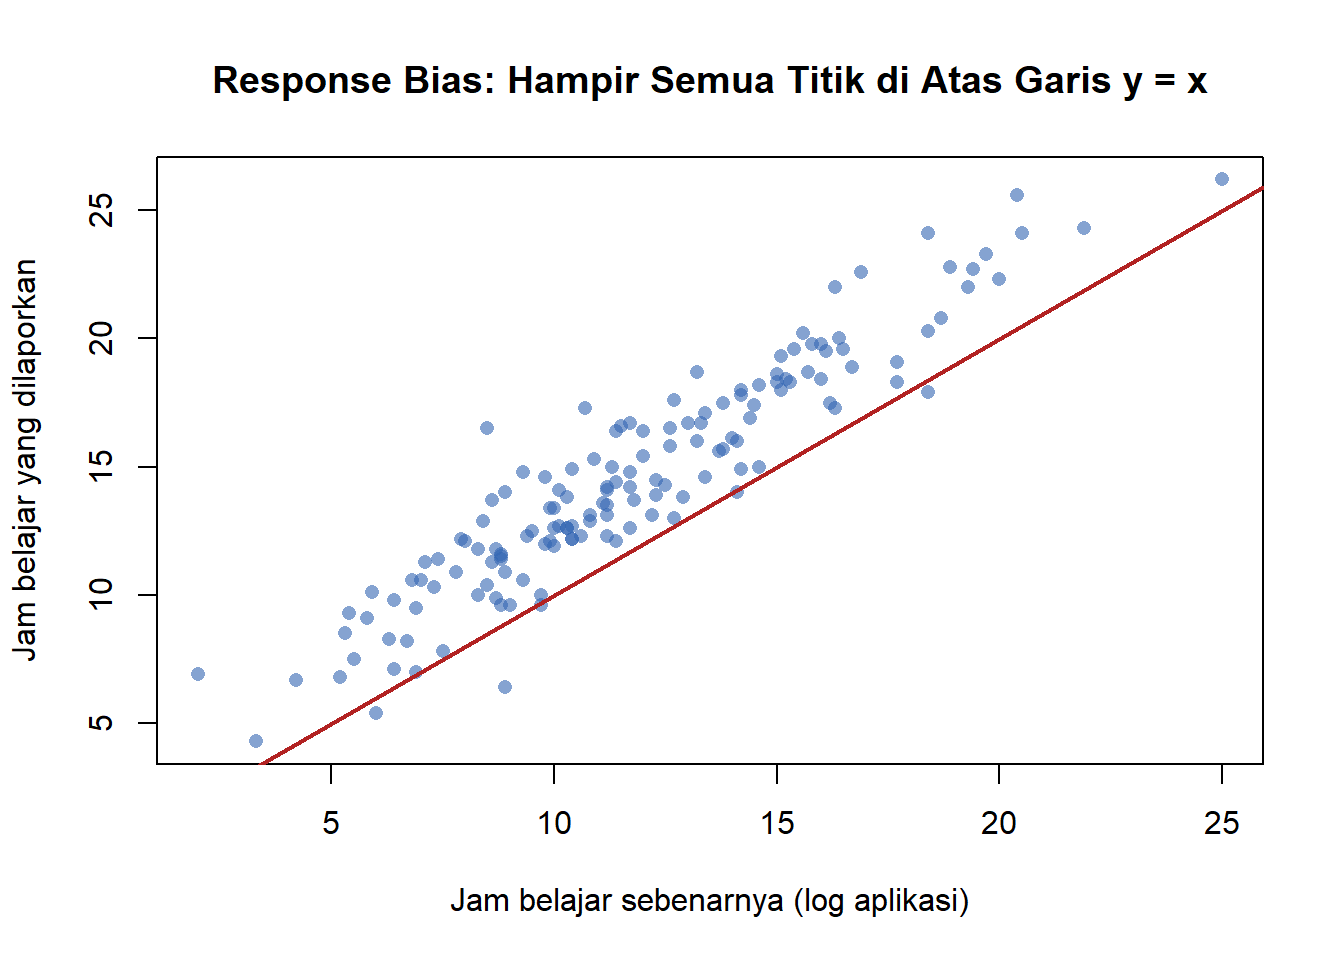 Response Bias: Hampir Semua Titik di Atas Garis y = x
Jam belajar yang dilaporkan
25
20
15
10
5
5 10 15 20 25
Jam belajar sebenarnya (log aplikasi)